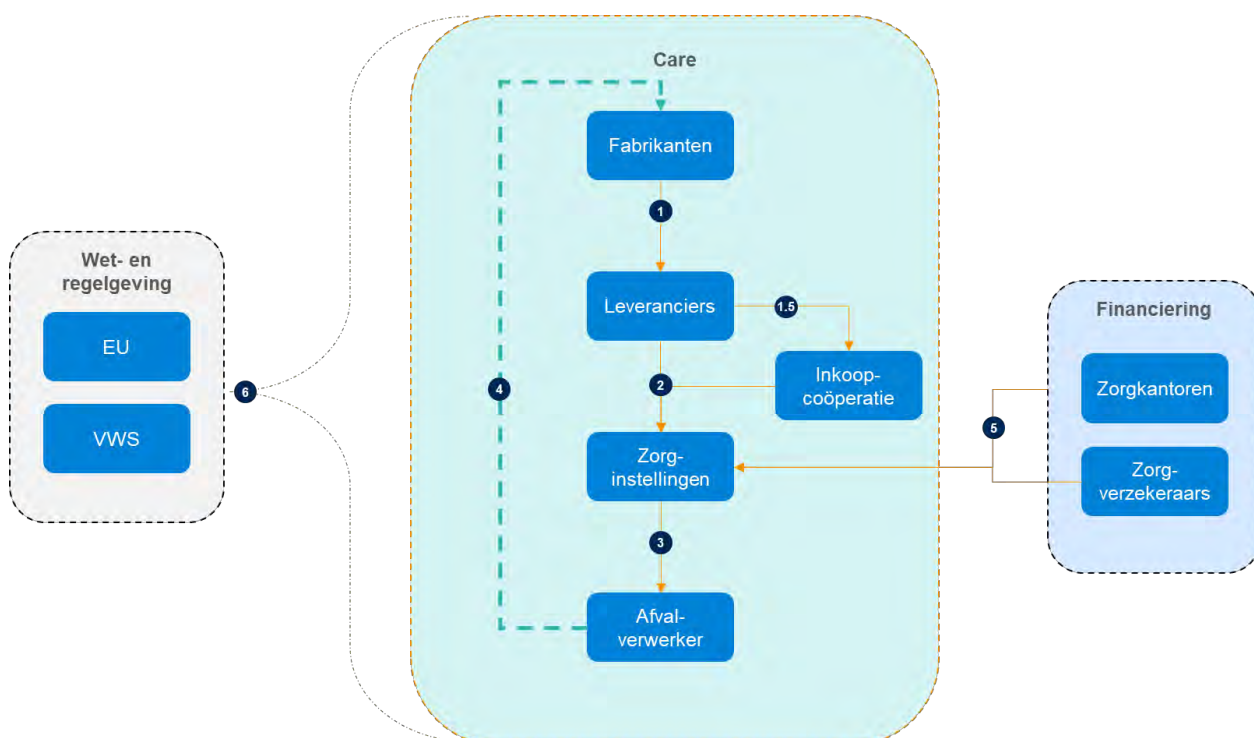 Care
Fabrikanten
1
Wet- en
regelgeving
EU
VWS
6
Leveranciers
1.5
Inkoop-
coöperatie
2
4
Zorg-
instellingen
3
Afval-
verwerker
Financiering
Zorgkantoren
5
Zorg-
verzekeraars